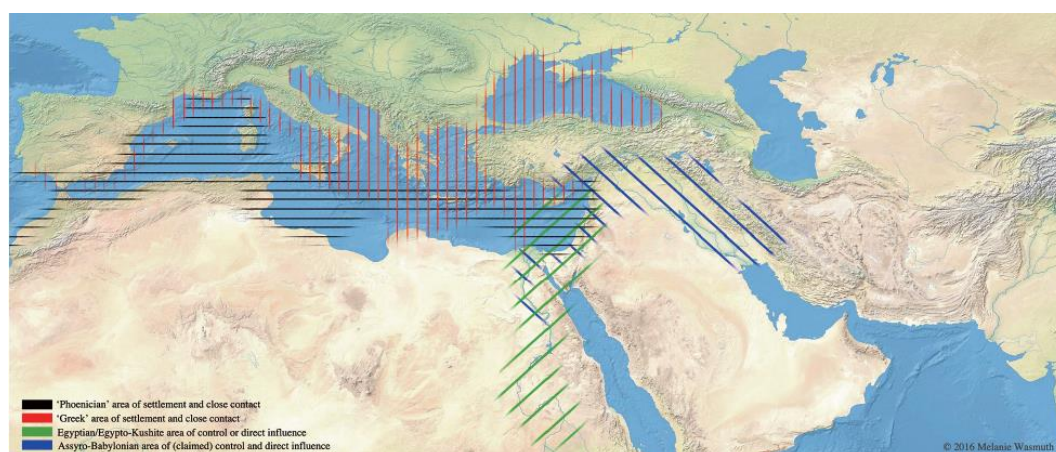 'Phoenician' area of settlement and close contact
'Greek' area of settlement and close contact
Egyptian/Egypto-Kushite area of control or direct influence
Assyro-Babylonian area of (claimed) control and direct influence
© 2016 Melanie Wasmuth